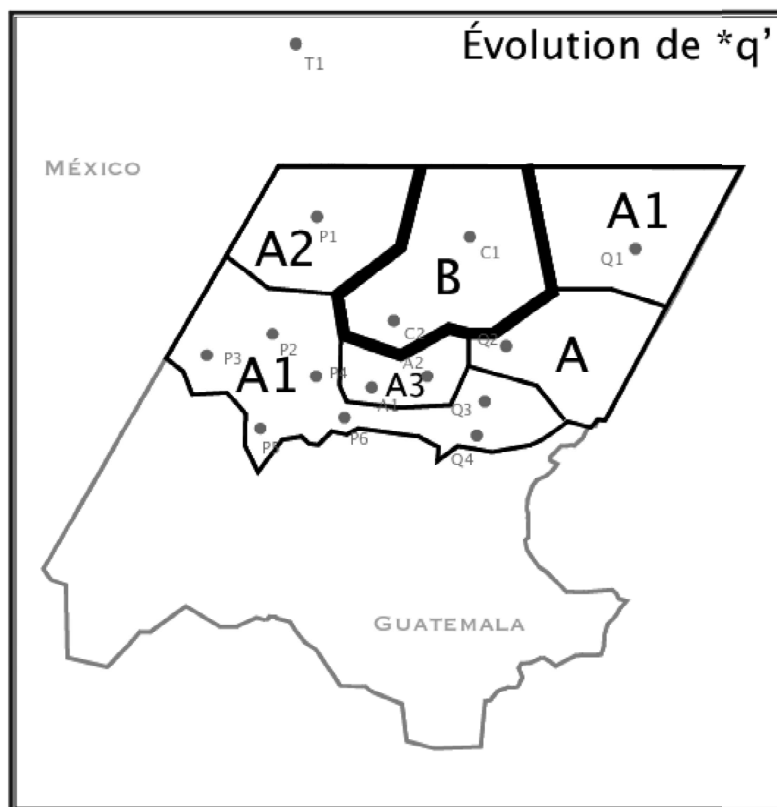 Évolution de *q’
T1
MÉXICO
A1
P1
A2
C1
Q1
B
C2
P2
Q2
P3
A2
A
A1
P4
A3
A1
Q3
P6
P5
Q4
GUATEMALA